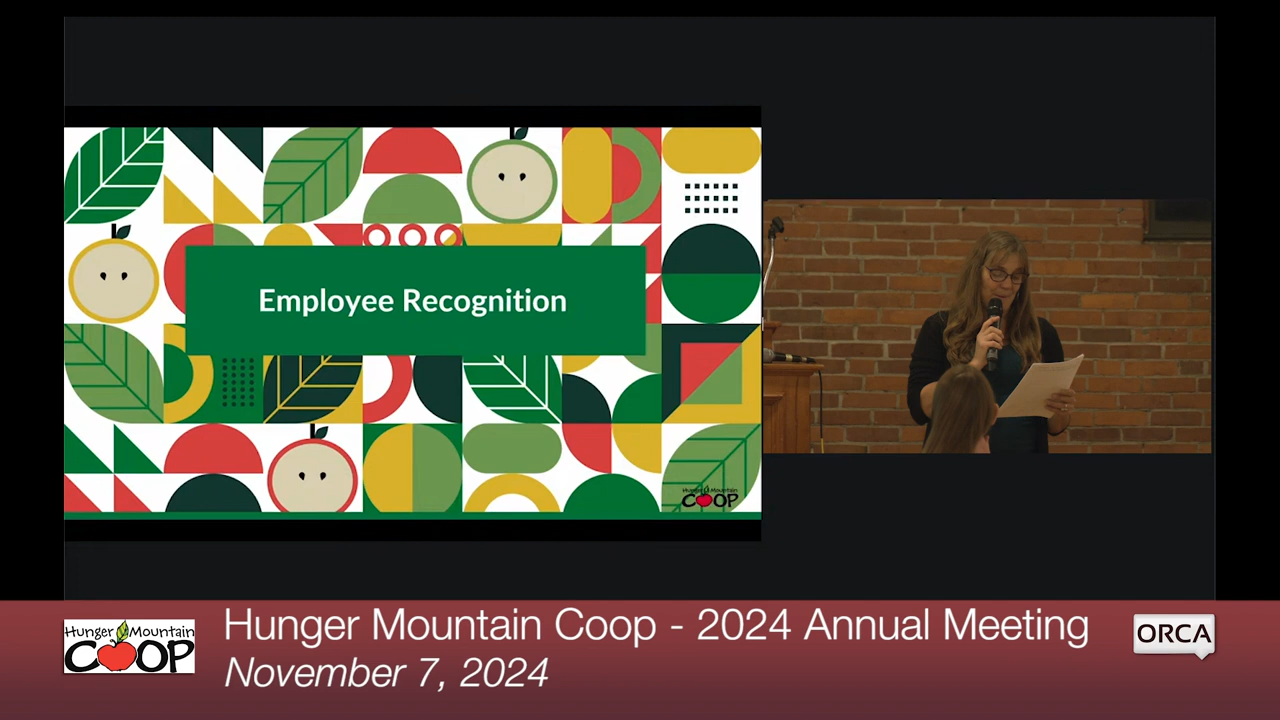 Employee Recognition
Hunger Mountain
COOP
Hunger Mountain
COOP
Hunger Mountain Coop - 2024 Annual Meeting
November 7, 2024
ORCA